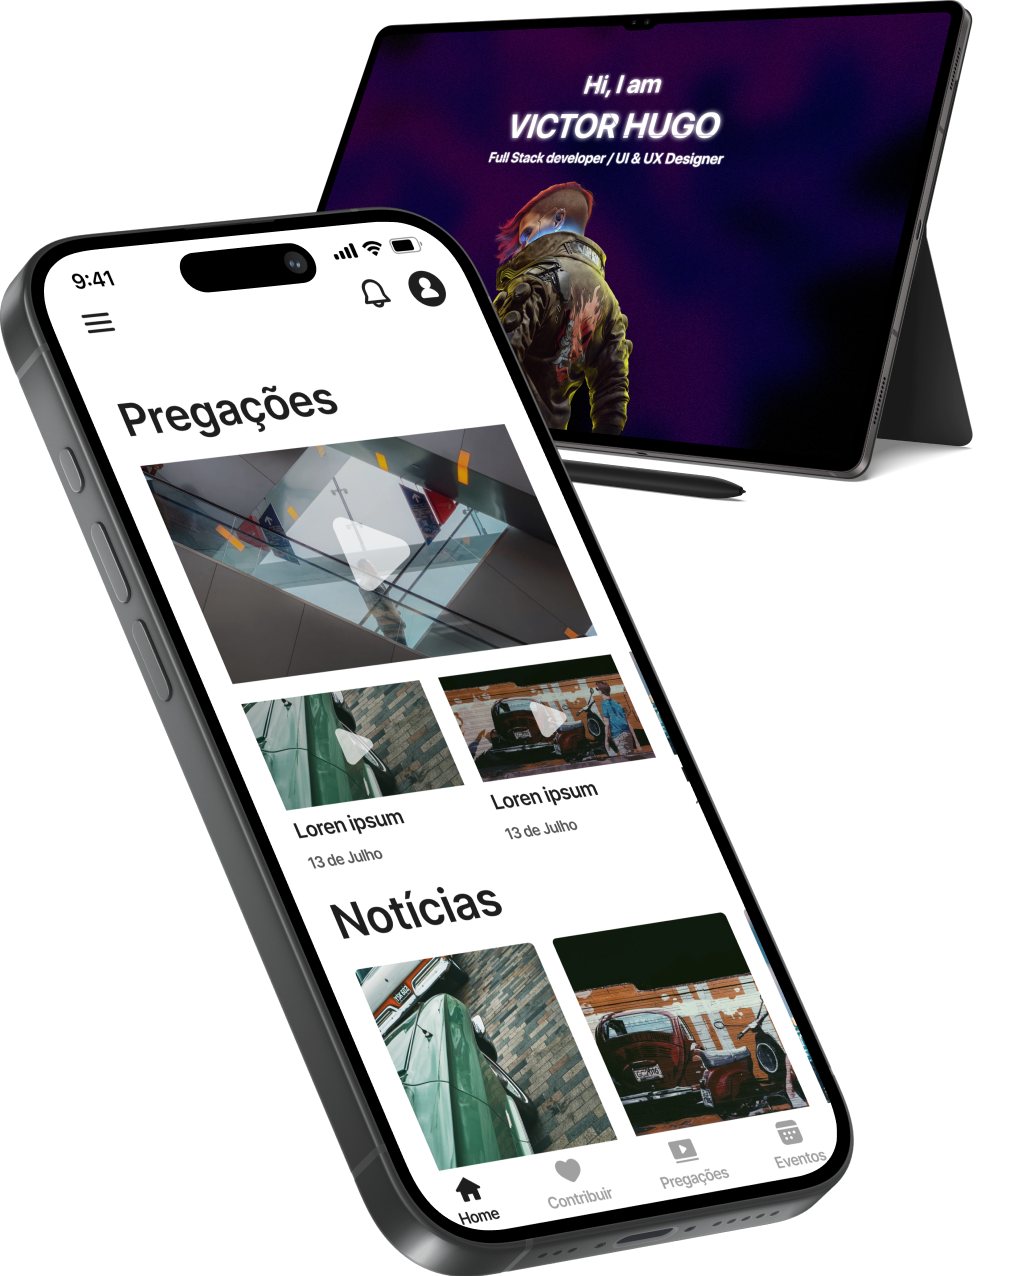 Hi, I am
VICTOR HUGO
Full Stack developer / UI & UX Designer
9:41
Pregações
Loren ipsum
13 de Julho
Loren ipsum
13 de Julho
Notícias
Home
Contribuir
Pregações
Eventos